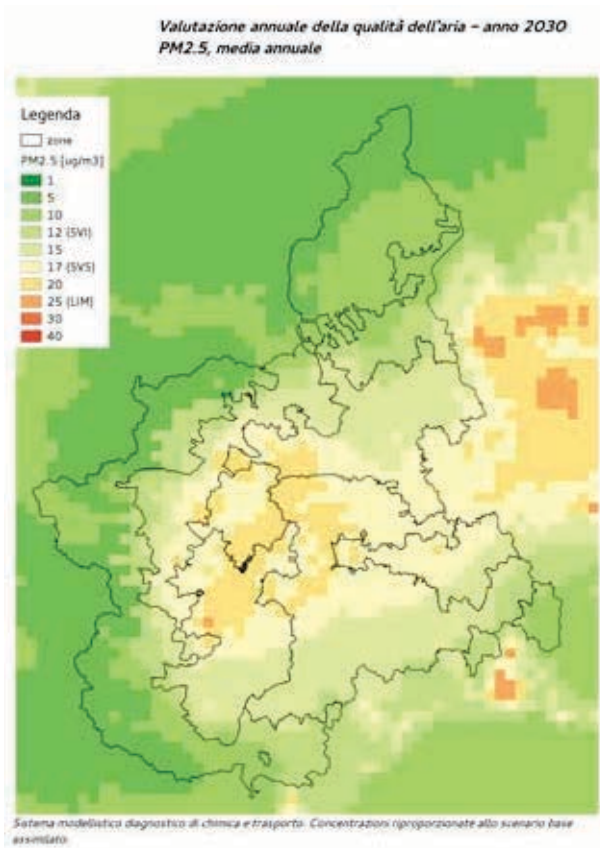 Valutazione annuale della qualità dell'aria – anno 2030
PM2.5, media annuale
Legenda
zone
PM2.5 [ug/m3]
1
5
10
12 (SVI)
15
17 (SVS)
20
25 (LIM)
30
40
Sistema modellistico diagnostico di chimica e trasporto. Concentrazioni riproporzionate allo scenario base
assimilato